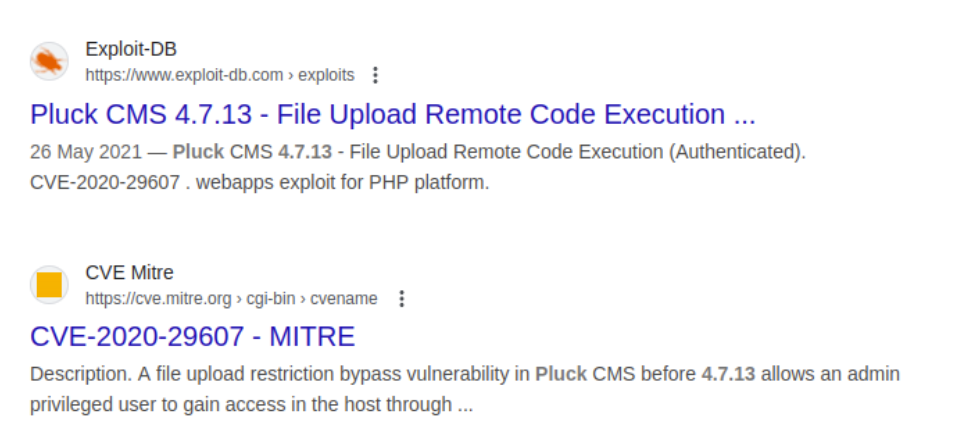 Exploit-DB
https://www.exploit-db.com › exploits
Pluck CMS 4.7.13 - File Upload Remote Code Execution ...
26 May 2021 — Pluck CMS 4.7.13 - File Upload Remote Code Execution (Authenticated).
CVE-2020-29607 . webapps exploit for PHP platform.
CVE Mitre
https://cve.mitre.org › cgi-bin › cvename
CVE-2020-29607 - MITRE
Description. A file upload restriction bypass vulnerability in Pluck CMS before 4.7.13 allows an admin
privileged user to gain access in the host through ...